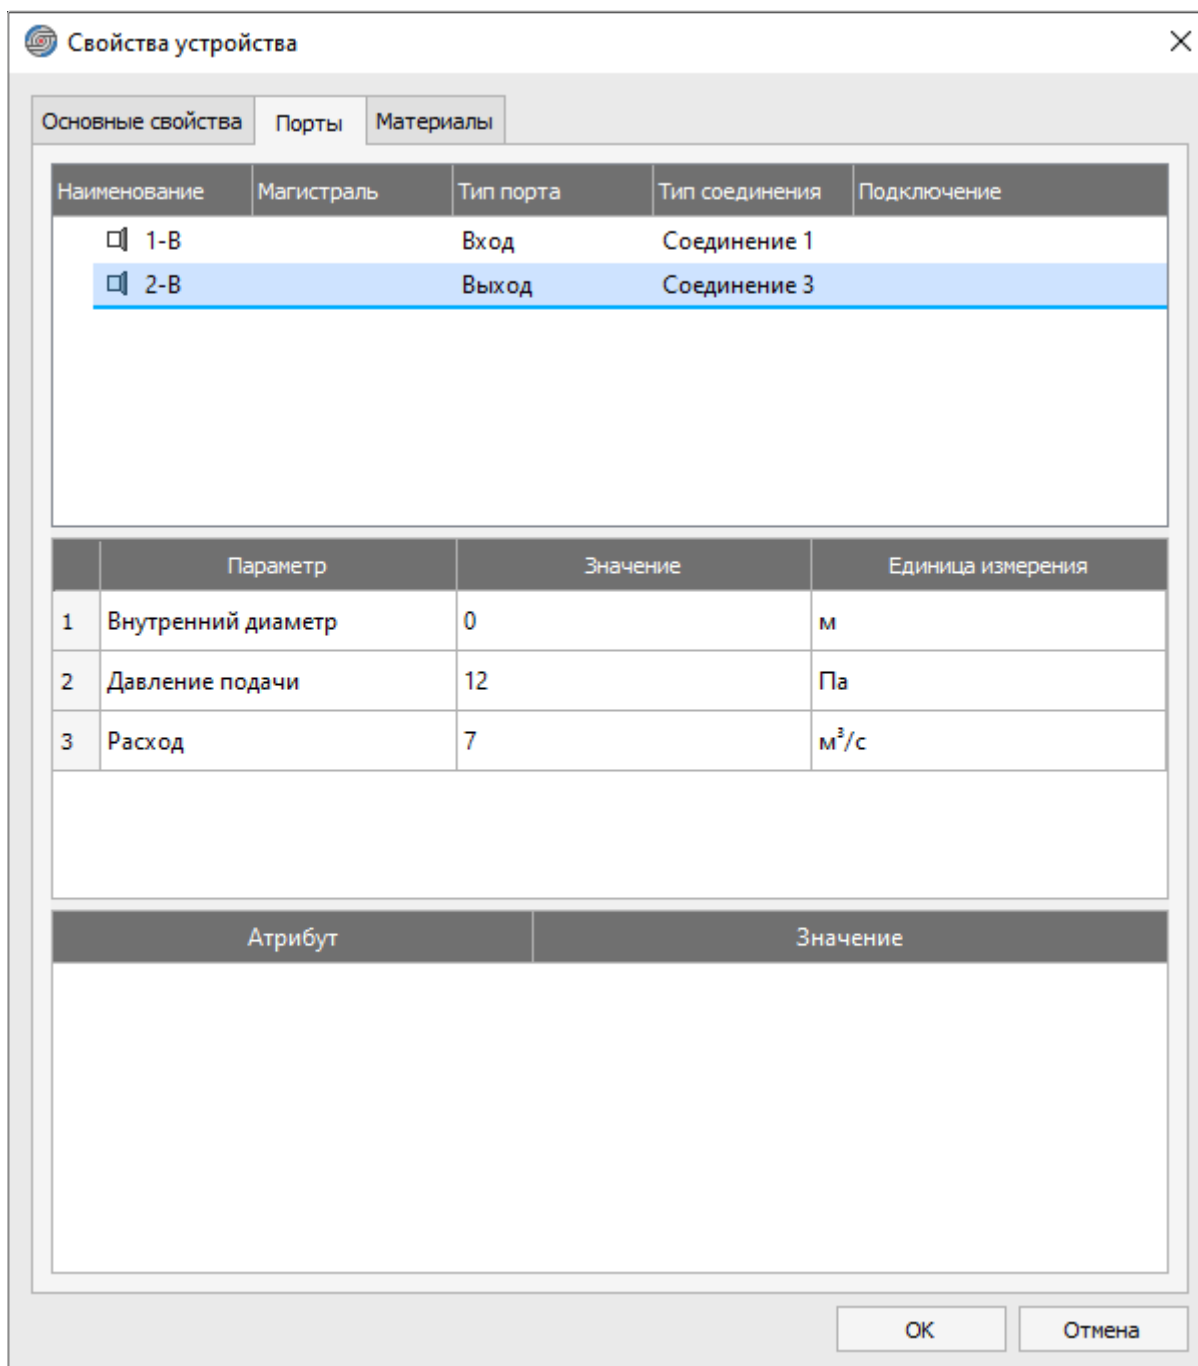 Свойства устройства
Основные свойства Порты Материалы
Наименование Магистраль Тип порта Тип соединения Подключение
1-В Вход Соединение 1
2-В Выход Соединение 3
Параметр Значение Единица измерения
1 Внутренний диаметр 0 м
2 Давление подачи 12 Па
3 Расход 7 м³/с
Атрибут Значение
ОК Отмена